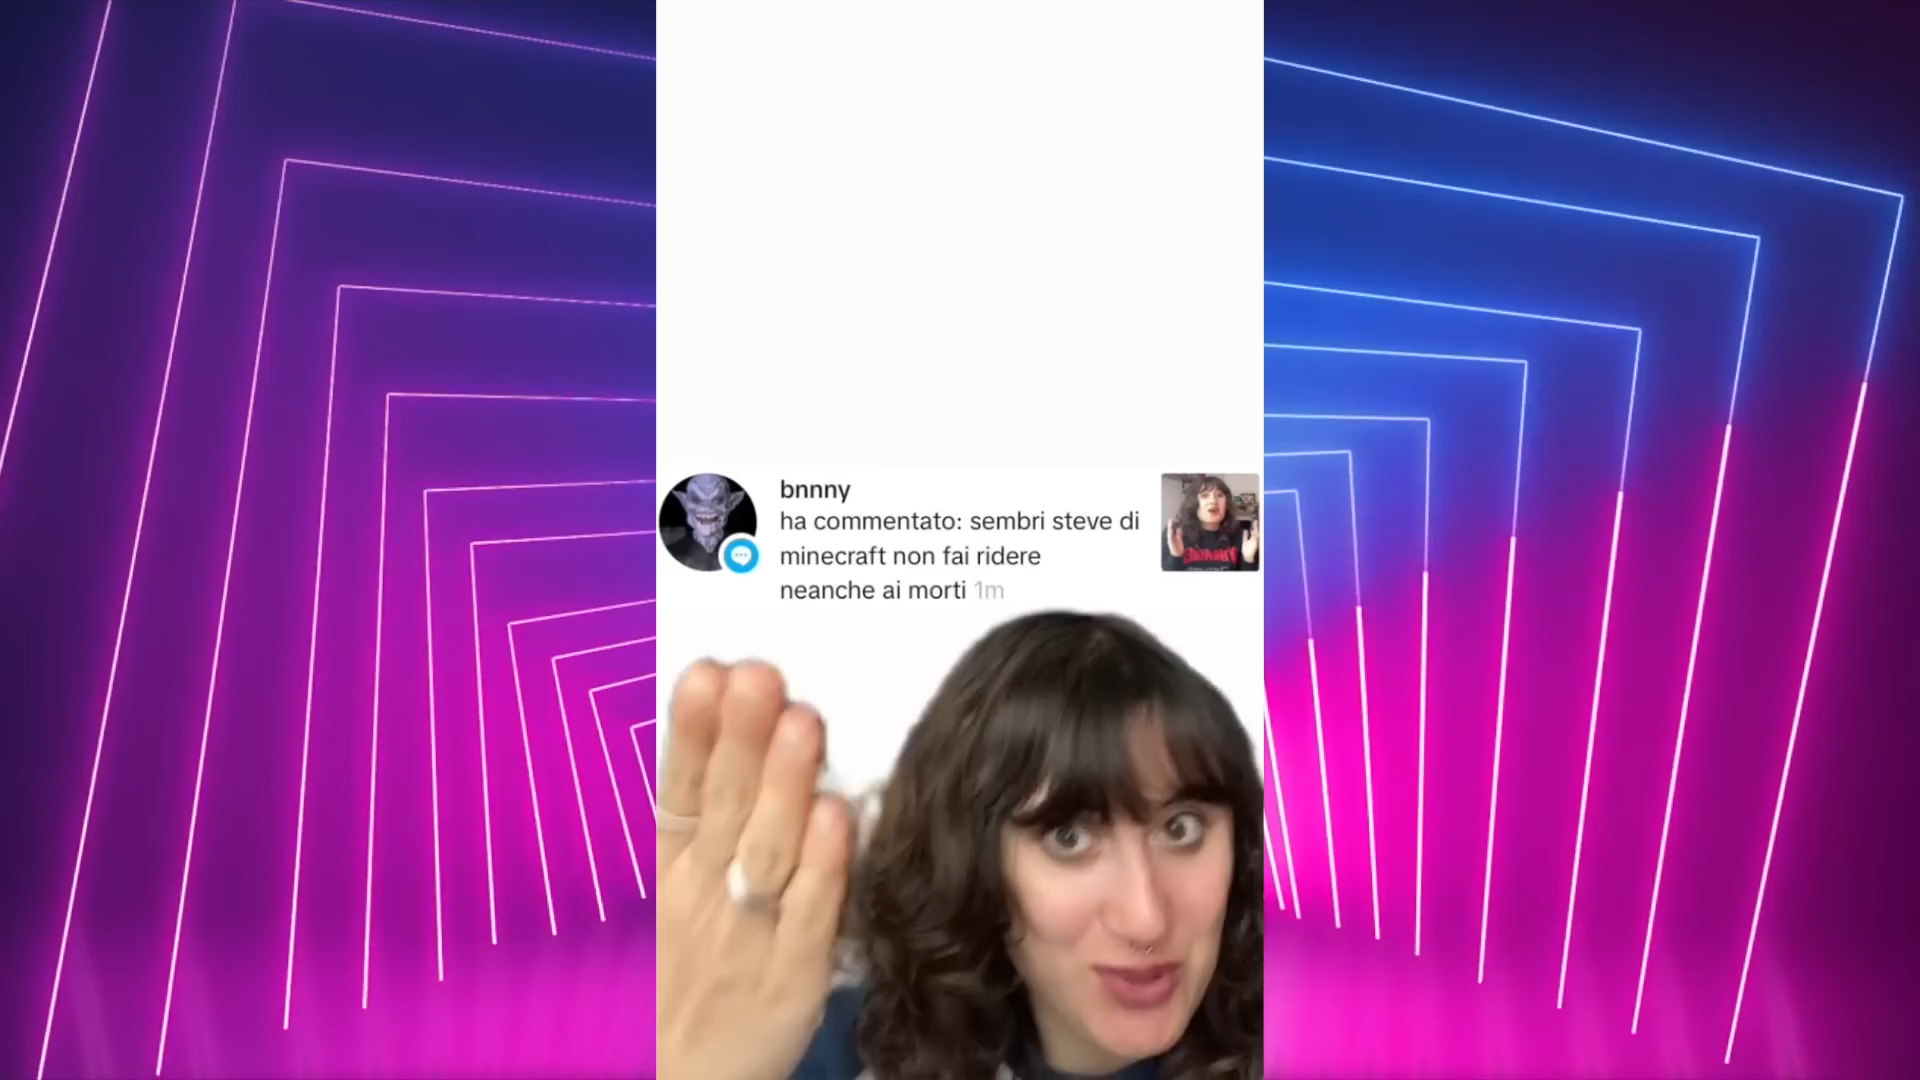 bnnny
ha commentato: sembri steve di
minecraft non fai ridere
neanche ai morti 1m